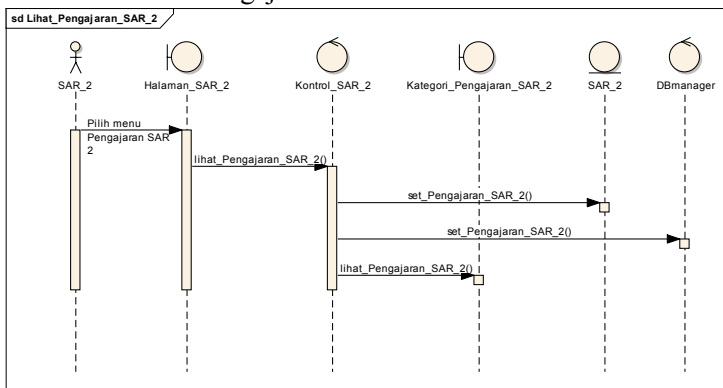 sd Lihat_Pengajaran_SAR_2
SAR_2
Halaman_SAR_2
Kontrol_SAR_2
Kategori_Pengajaran_SAR_2
SAR_2
DBmanager
Pilih menu
Pengajaran SAR
2
lihat_Pengajaran_SAR_2()
set_Pengajaran_SAR_2()
set_Pengajaran_SAR_2()
lihat_Pengajaran_SAR_2()